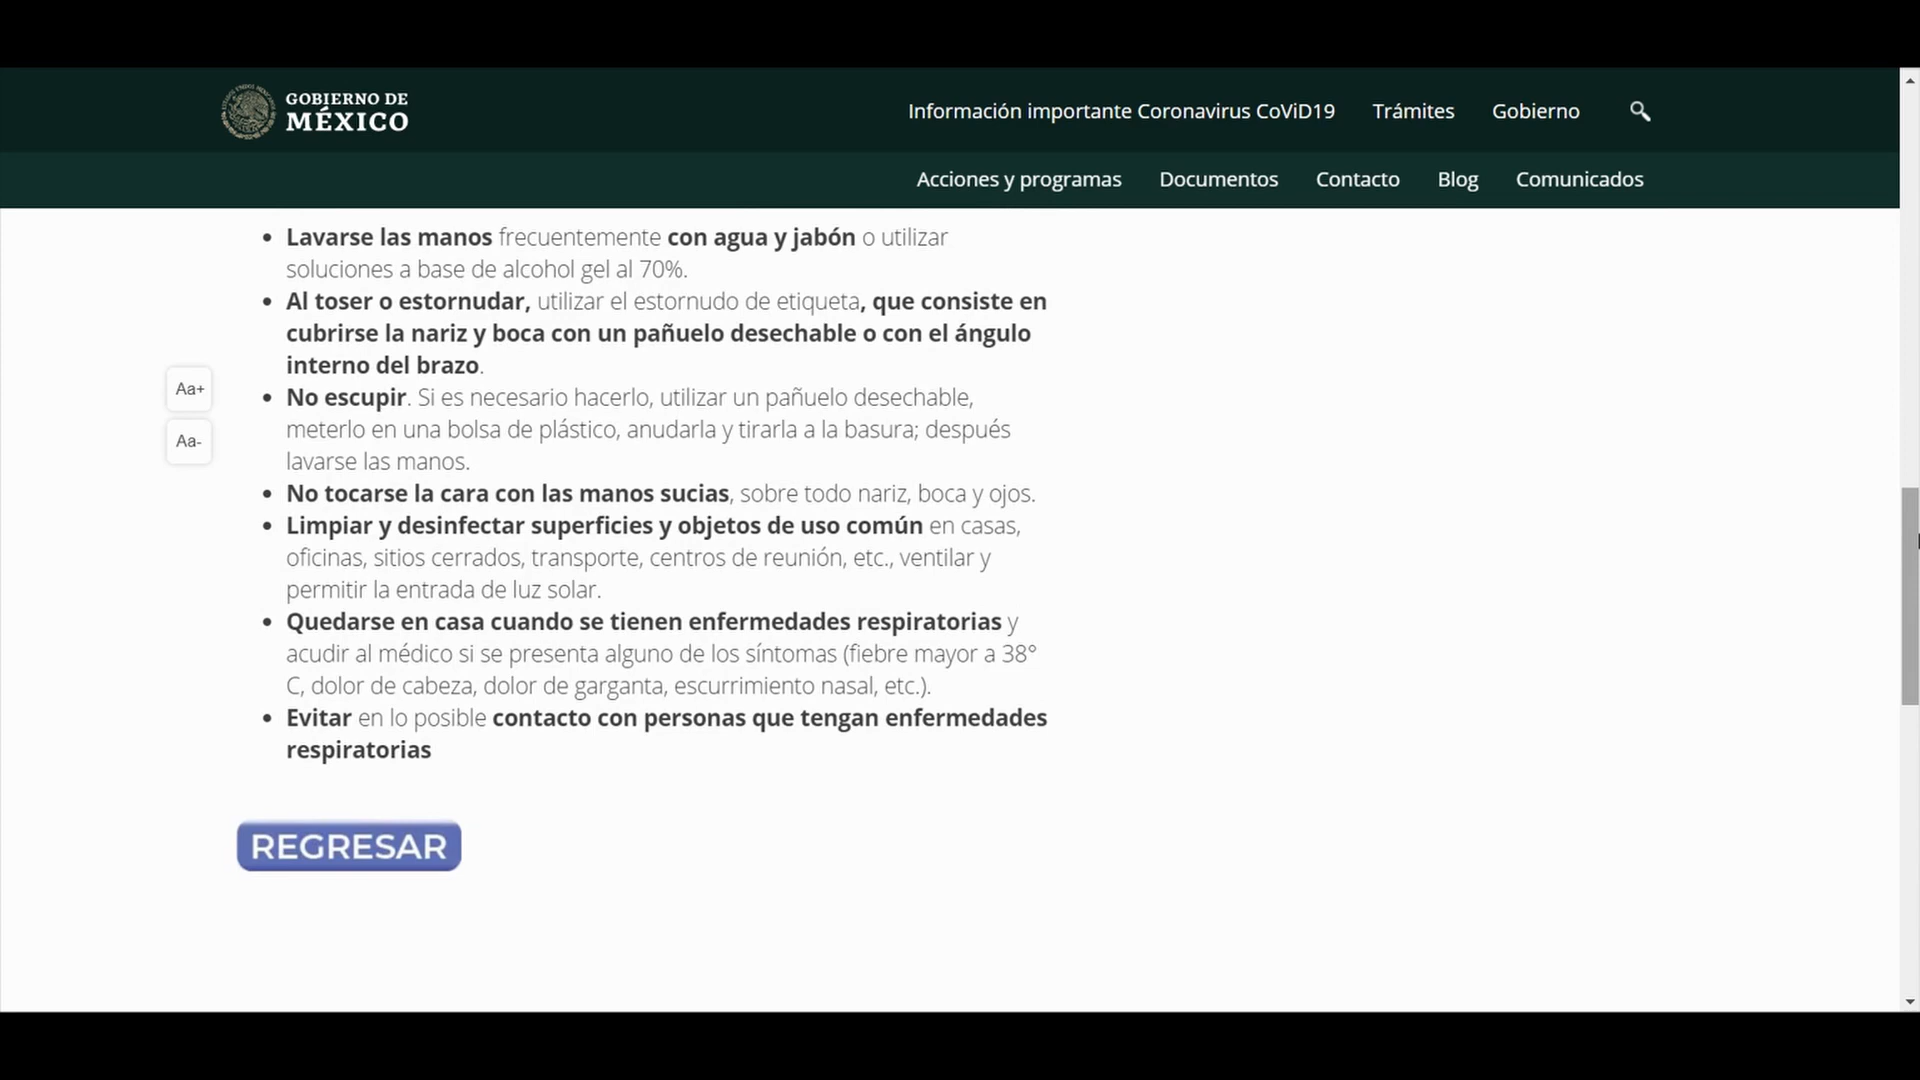 GOBIERNO DE
MÉXICO
Información importante Coronavirus CoViD19 Trámites Gobierno
Acciones y programas Documentos Contacto Blog Comunicados
Lavarse las manos frecuentemente con agua y jabón o utilizar
soluciones a base de alcohol gel al 70%.
Al toser o estornudar, utilizar el estornudo de etiqueta, que consiste en
cubrirse la nariz y boca con un pañuelo desechable o con el ángulo
interno del brazo.
Aa+
Aa-
No escupir. Si es necesario hacerlo, utilizar un pañuelo desechable,
meterlo en una bolsa de plástico, anudarla y tirarla a la basura; después
lavarse las manos.
No tocarse la cara con las manos sucias, sobre todo nariz, boca y ojos.
Limpiar y desinfectar superficies y objetos de uso común en casas,
oficinas, sitios cerrados, transporte, centros de reunión, etc., ventilar y
permitir la entrada de luz solar.
Quedarse en casa cuando se tienen enfermedades respiratorias y
acudir al médico si se presenta alguno de los síntomas (fiebre mayor a 38°
C, dolor de cabeza, dolor de garganta, escurrimiento nasal, etc.).
Evitar en lo posible contacto con personas que tengan enfermedades
respiratorias
REGRESAR